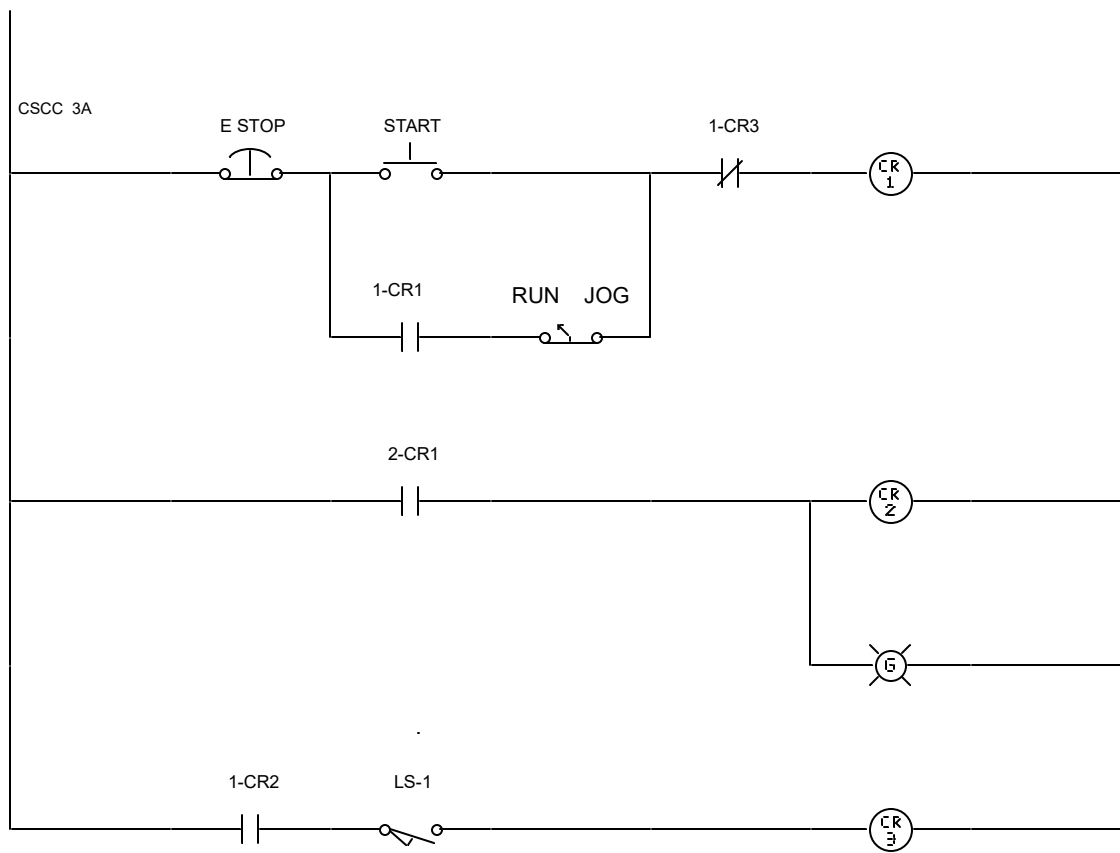 CSCC 3A
E STOP START 1-CR3
CR
1
1-CR1 RUN JOG
2-CR1
CR
2
G
1-CR2 LS-1
CR
3